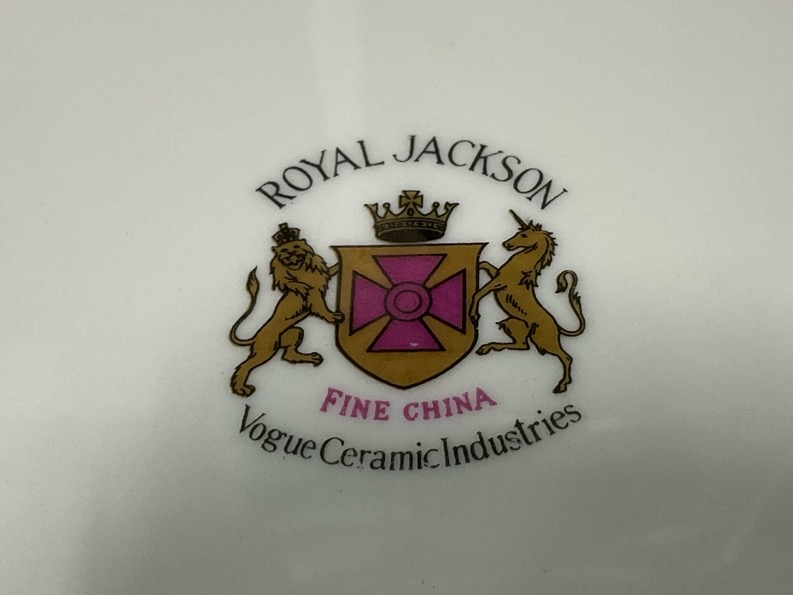 ROYAL JACKSON
FINE CHINA
Vogue Ceramic Industries